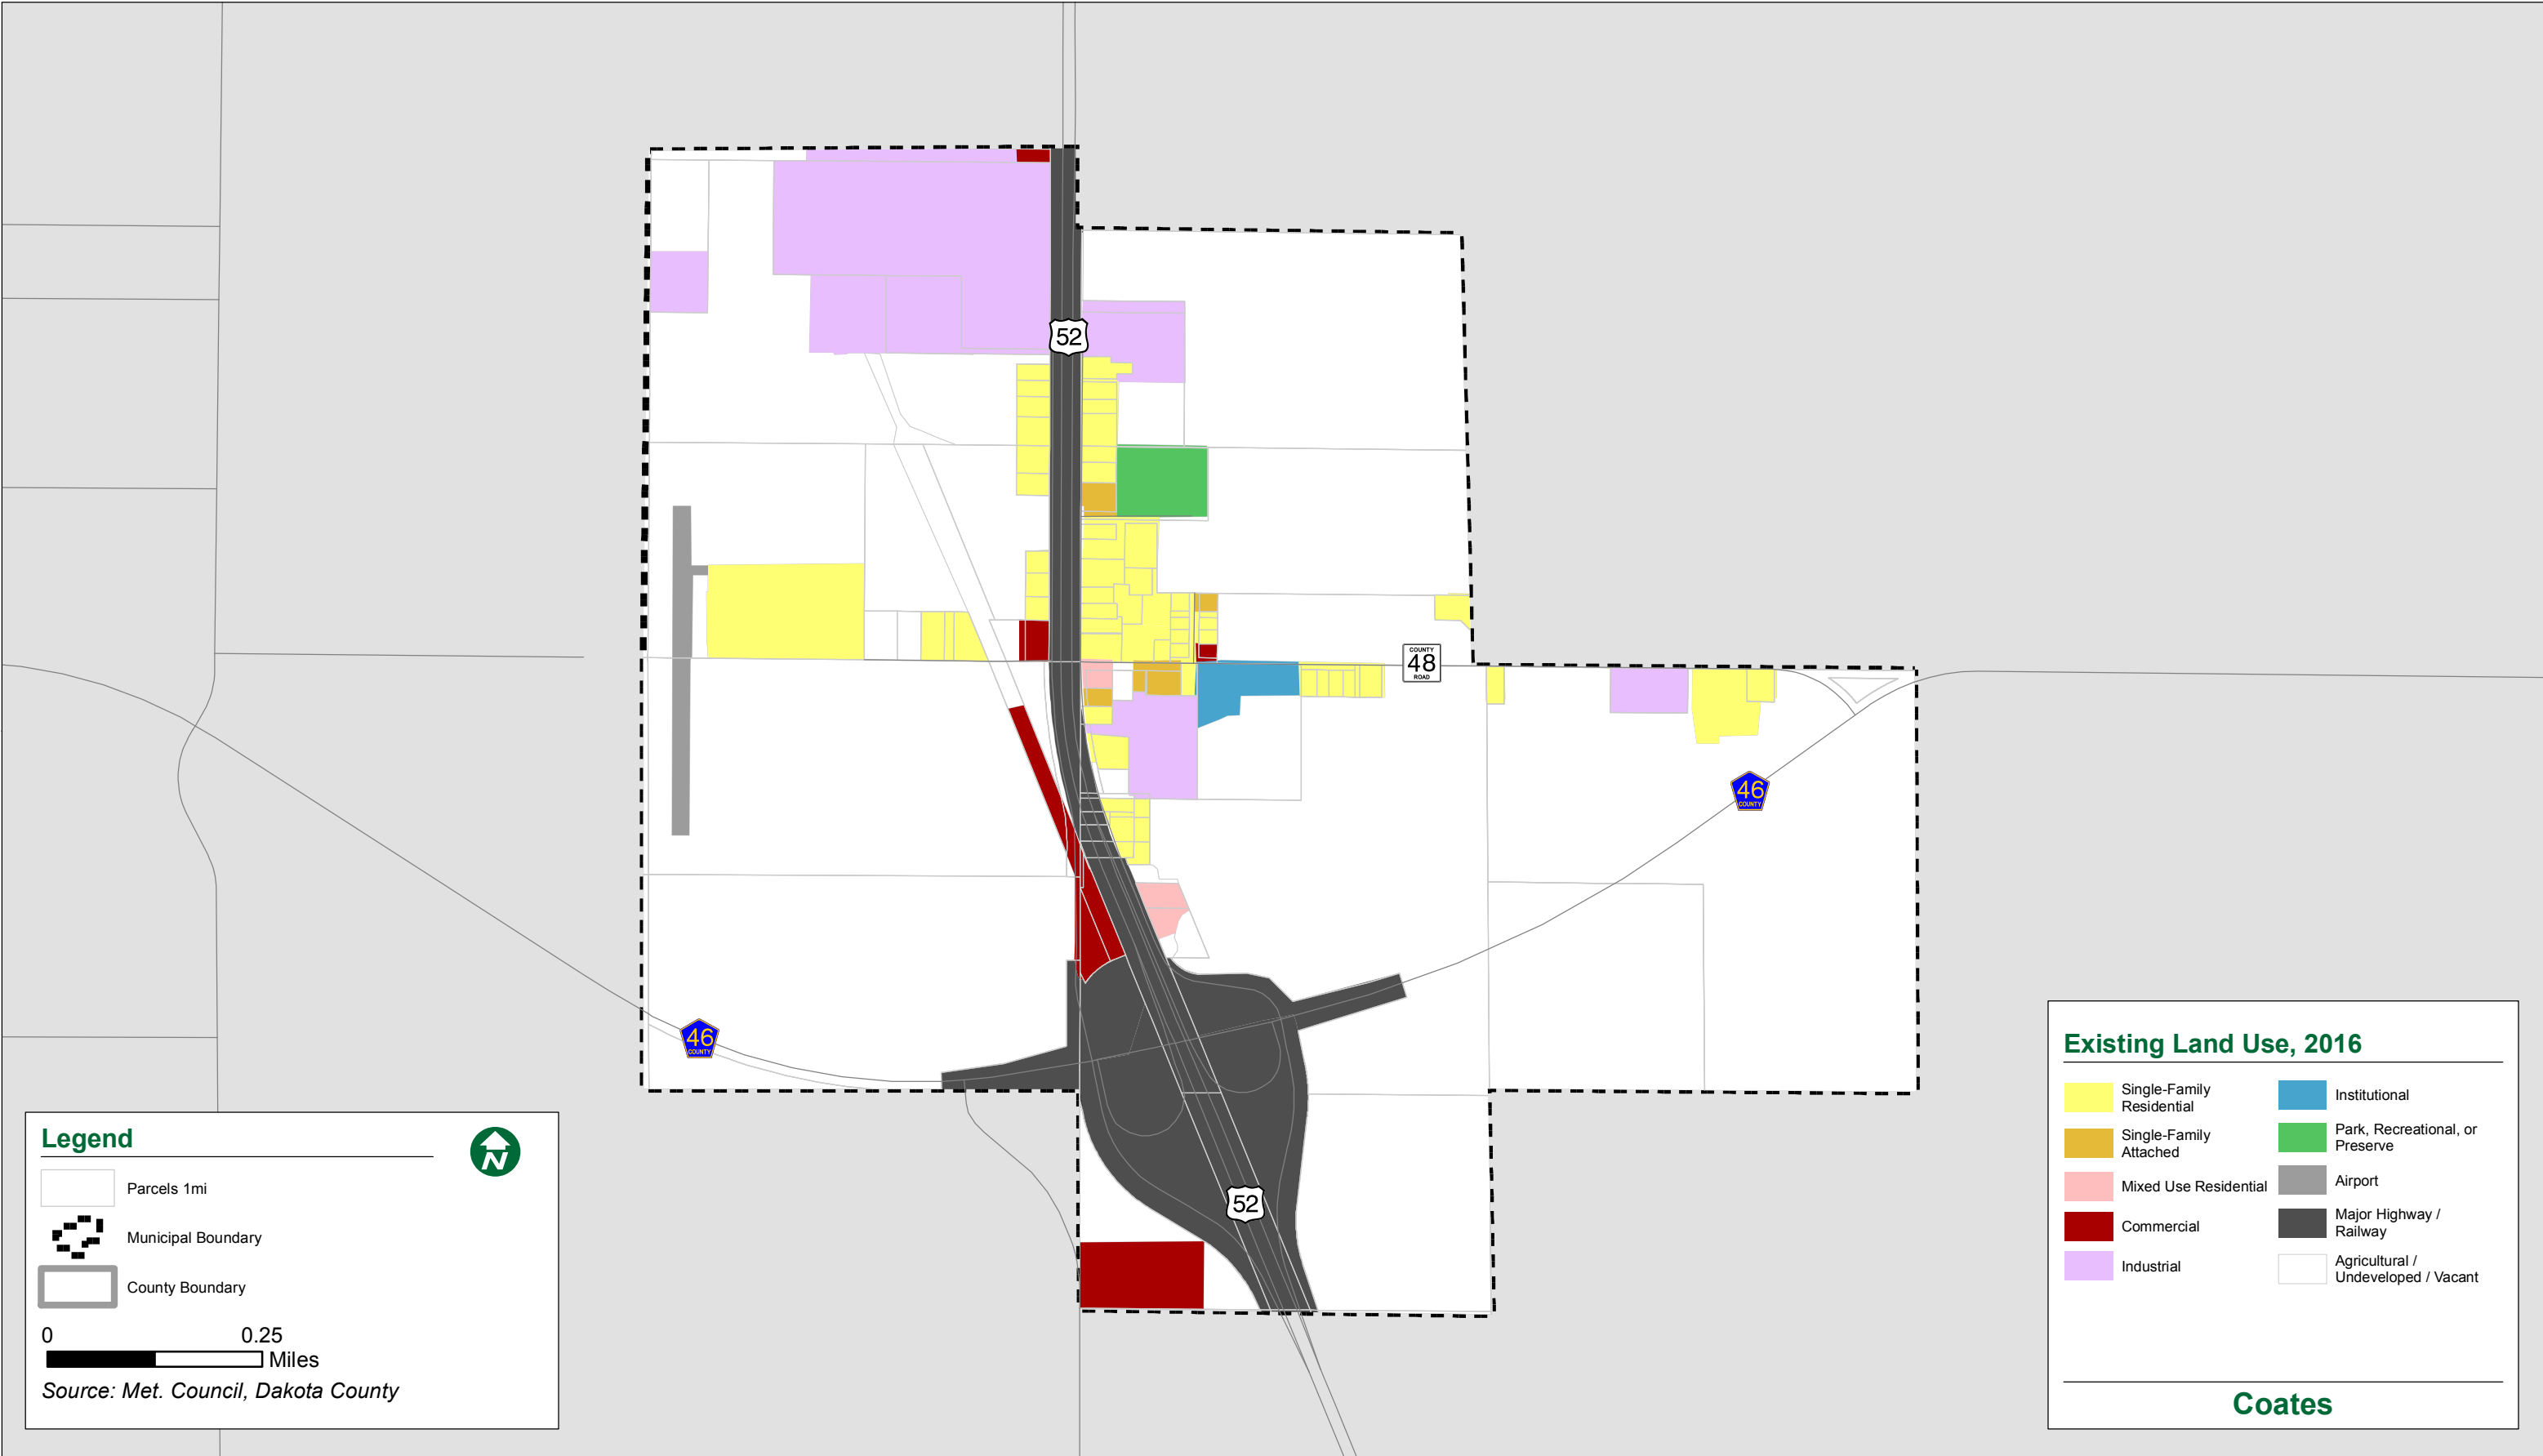 52
COUNTY
48
ROAD
46
COUNTY
46
COUNTY
52
Legend
N
Parcels 1mi
Municipal Boundary
County Boundary
0 0.25
Miles
Source: Met. Council, Dakota County
Existing Land Use, 2016
Single-Family
Residential
Single-Family
Attached
Mixed Use Residential
Commercial
Industrial
Institutional
Park, Recreational, or
Preserve
Airport
Major Highway /
Railway
Agricultural /
Undeveloped / Vacant
Coates